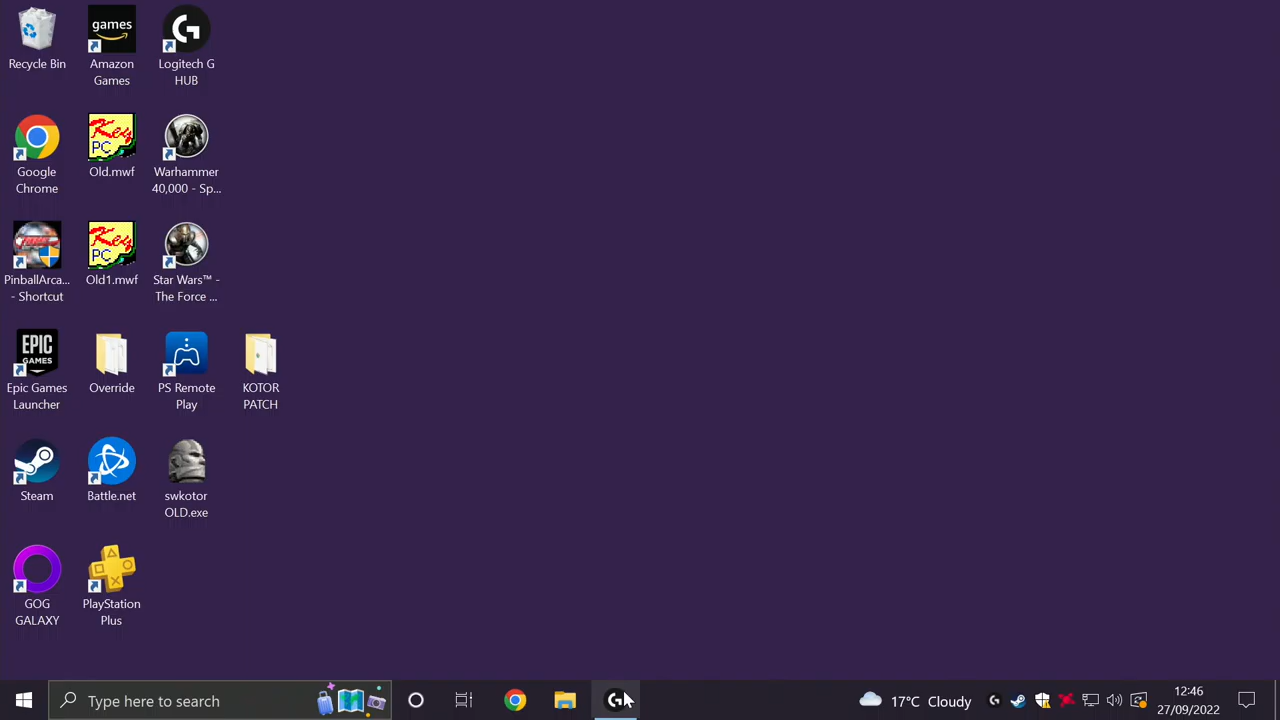 Recycle Bin
games
Amazon
Games
Logitech G
HUB
Google
Chrome
Key
PC
Old.mwf
Warhammer
40,000 - Sp...
PinballArca...
- Shortcut
Key
PC
Old1.mwf
Star Wars™ -
The Force ...
EPIC
GAMES
Epic Games
Launcher
Override
PS Remote
Play
KOTOR
PATCH
Steam
Battle.net
swkotor
OLD.exe
GOG
GALAXY
PlayStation
Plus
Type here to search
17°C Cloudy
12:46
27/09/2022